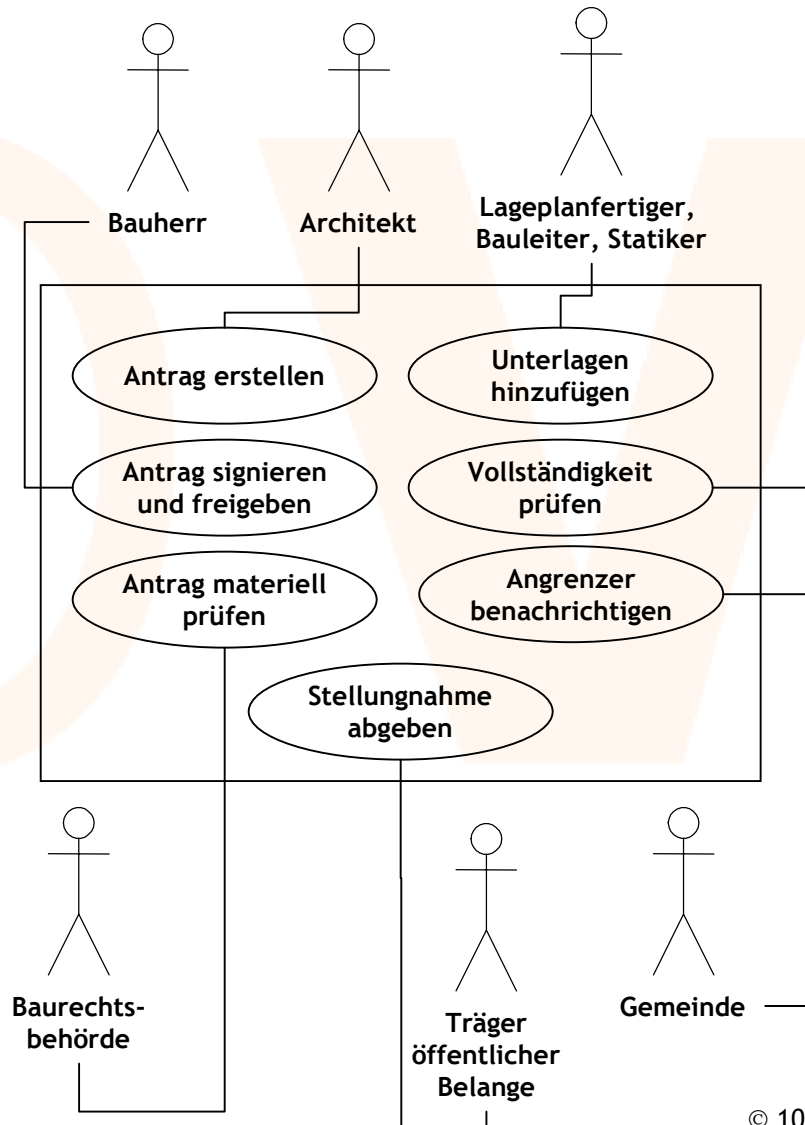 Bauherr
Architekt
Lageplanfertiger,
Bauleiter, Statiker
Antrag erstellen
Unterlagen
hinzufügen
Antrag signieren
und freigeben
Vollständigkeit
prüfen
Antrag materiell
prüfen
Angrenzer
benachrichtigen
Stellungnahme
abgeben
Baurechts-
behörde
Träger
öffentlicher
Belange
Gemeinde
© 10